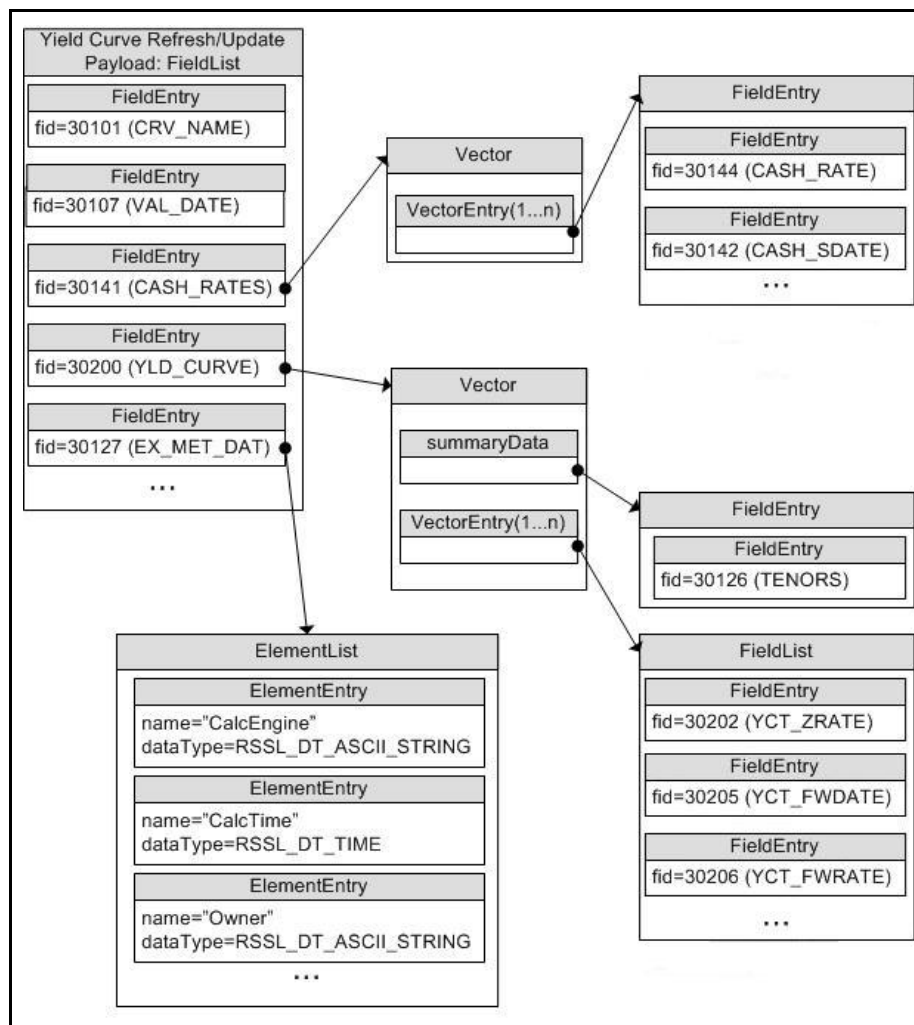 Yield Curve Refresh/Update
Payload: FieldList
FieldEntry
fid=30101 (CRV_NAME)
FieldEntry
fid=30107 (VAL_DATE)
FieldEntry
fid=30141 (CASH_RATES)
FieldEntry
fid=30200 (YLD_CURVE)
FieldEntry
fid=30127 (EX_MET_DAT)
...
Vector
VectorEntry(1...n)
FieldEntry
FieldEntry
fid=30144 (CASH_RATE)
FieldEntry
fid=30142 (CASH_SDATE)
...
Vector
summaryData
VectorEntry(1...n)
FieldEntry
FieldEntry
fid=30126 (TENORS)
FieldList
FieldEntry
fid=30202 (YCT_ZRATE)
FieldEntry
fid=30205 (YCT_FWDATE)
FieldEntry
fid=30206 (YCT_FWRATE)
...
ElementList
ElementEntry
name="CalcEngine"
dataType=RSSL_DT_ASCII_STRING
ElementEntry
name="CalcTime"
dataType=RSSL_DT_TIME
ElementEntry
name="Owner"
dataType=RSSL_DT_ASCII_STRING
...